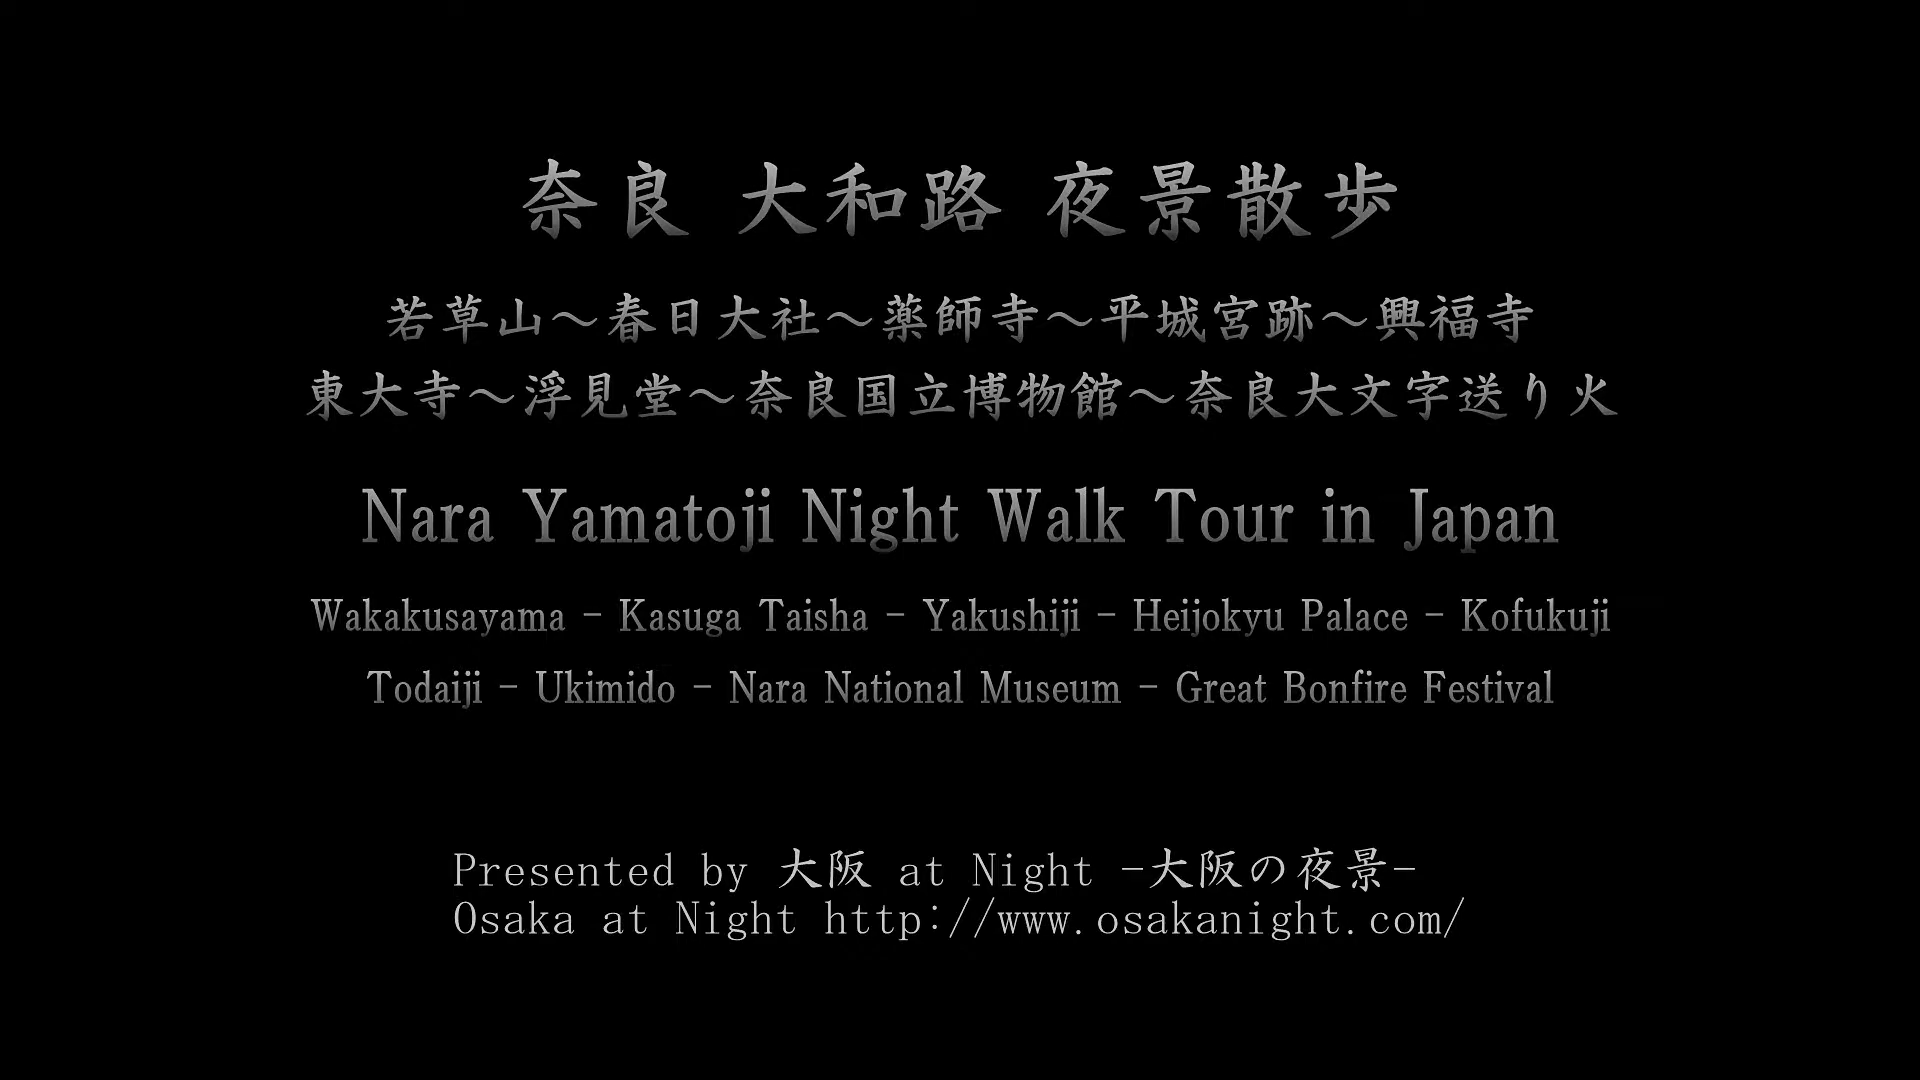 奈良 大和路 夜景散歩
若草山～春日大社～薬師寺～平城宮跡～興福寺
東大寺～浮見堂～奈良国立博物館～奈良大文字送り火
Nara Yamatoji Night Walk Tour in Japan
Wakakusayama - Kasuga Taisha - Yakushiji - Heijokyu Palace - Kofukuji
Todaiji - Ukimido - Nara National Museum - Great Bonfire Festival
Presented by 大阪 at Night -大阪の夜景-
Osaka at Night http://www.osakanight.com/